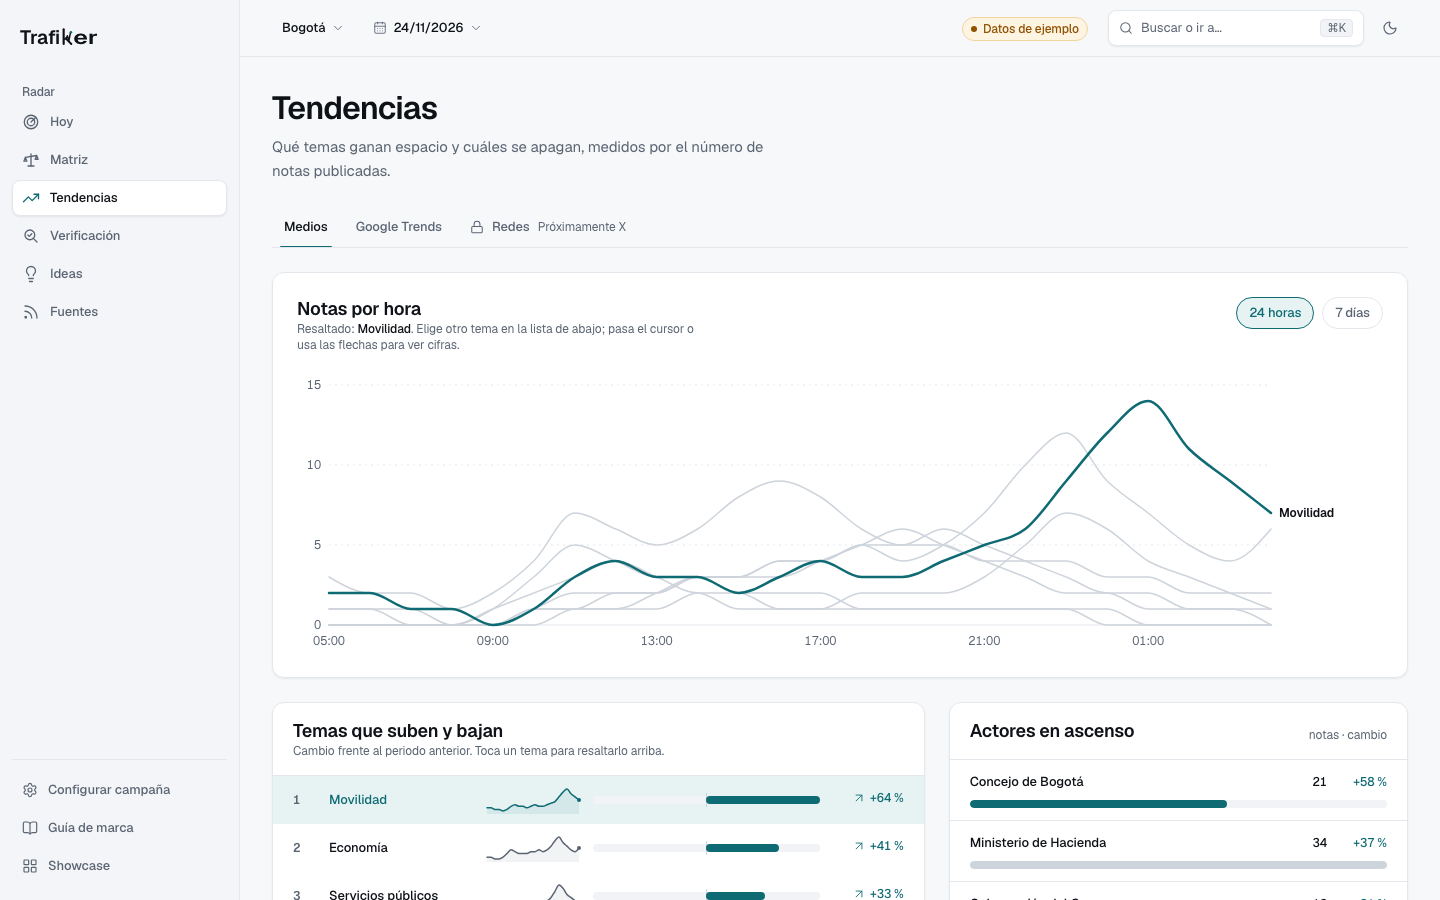 Trafiker
Bogotá
24/11/2026
Datos de ejemplo
Buscar o ir a...
⌘K
Radar
Hoy
Matriz
Tendencias
Verificación
Ideas
Fuentes
Configurar campaña
Guía de marca
Showcase
Tendencias
Qué temas ganan espacio y cuáles se apagan, medidos por el número de
notas publicadas.
Medios
Google Trends
Redes Próximamente X
Notas por hora
Resaltado: Movilidad. Elige otro tema en la lista de abajo; pasa el cursor o
usa las flechas para ver cifras.
24 horas
7 días
15
10
5
0
Movilidad
05:00 09:00 13:00 17:00 21:00 01:00
Temas que suben y bajan
Cambio frente al periodo anterior. Toca un tema para resaltarlo arriba.
1 Movilidad +64 %
2 Economía +41 %
3 Servicios públicos +33 %
Actores en ascenso
notas · cambio
Concejo de Bogotá 21 +58 %
Ministerio de Hacienda 34 +37 %